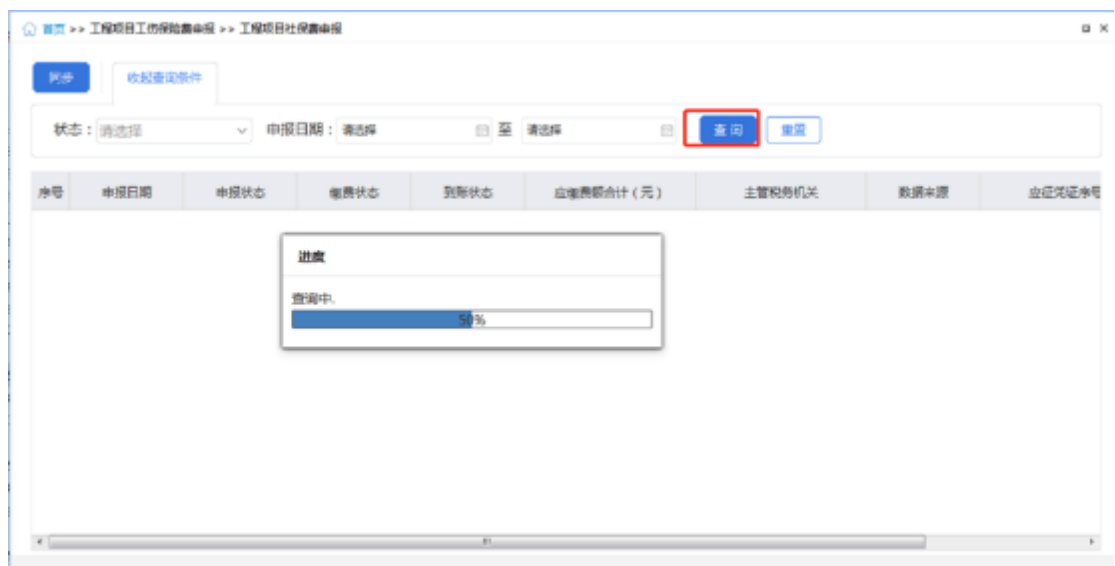 首页 >> 工程项目工伤保险费申报 >> 工程项目社保费申报
同步 收起查询条件
状态： 请选择 申报日期： 请选择 至 请选择 查询 重置
序号 申报日期 申报状态 缴费状态 到账状态 应缴费额合计（元） 主管税务机关 数据来源 应征凭证序号
进度
查询中.
50%